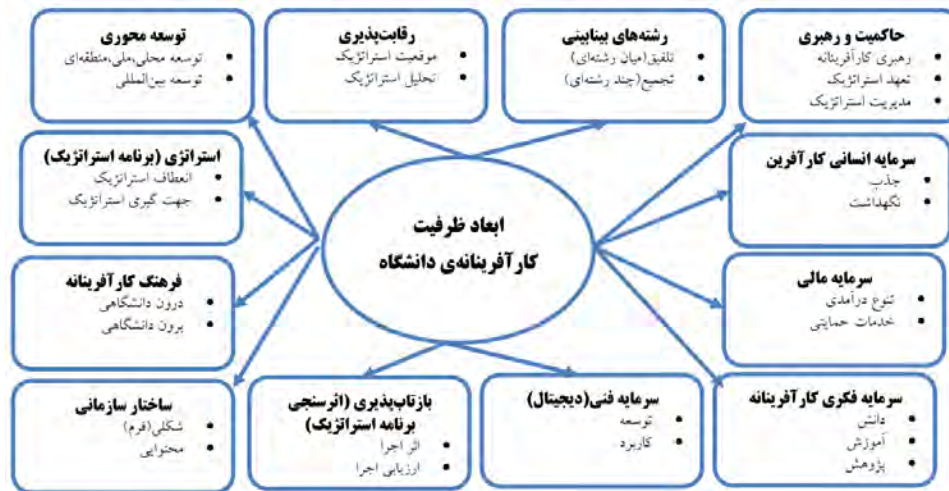 حاکمیت و رهبری
رهبری کارآفرینانه
تعهد استراتژیک
مدیریت استراتژیک
رشته‌های بینابینی
تلفیق(میان رشته‌ای)
تجمیع(چند رشته‌ای)
رقابت‌پذیری
موقعیت استراتژیک
تحلیل استراتژیک
توسعه محوری
توسعه محلی،ملی،منطقه‌ای
توسعه بین‌المللی
سرمایه انسانی کارآفرین
جذب
نگهداشت
استراتژی (برنامه استراتژیک)
انعطاف استراتژیک
جهت گیری استراتژیک
ابعاد ظرفیت
کارآفرینانه‌ی دانشگاه
سرمایه مالی
تنوع درآمدی
خدمات حمایتی
فرهنگ کارآفرینانه
درون دانشگاهی
برون دانشگاهی
سرمایه فکری کارآفرینانه
دانش
آموزش
پژوهش
سرمایه فنی(دیجیتال)
توسعه
کاربرد
بازتاب‌پذیری (اثرسنجی
برنامه استراتژیک)
اثر اجرا
ارزیابی اجرا
ساختار سازمانی
شکلی(فرم)
محتوایی